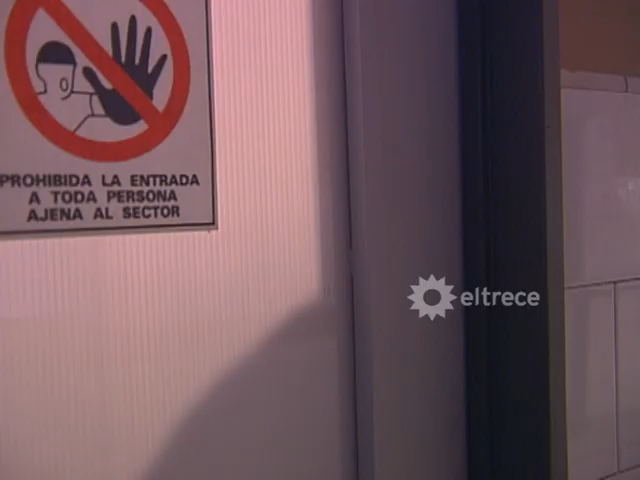 PROHIBIDA LA ENTRADA
A TODA PERSONA
AJENA AL SECTOR
eltrece